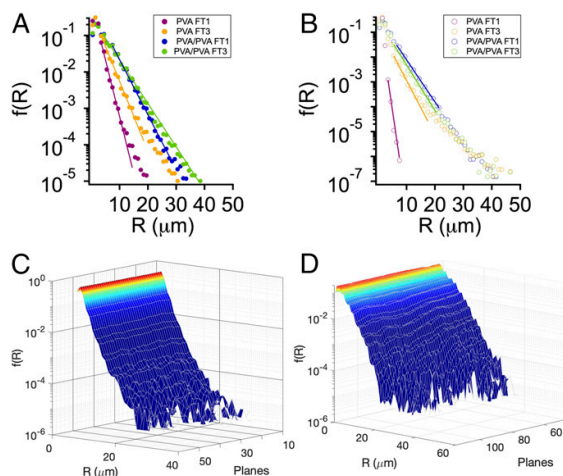 A
10⁻¹
10⁻²
10⁻³
10⁻⁴
10⁻⁵
f(R)
10 20 30 40 50
R (μm)
PVA FT1
PVA FT3
PVA/PVA FT1
PVA/PVA FT3
B
10⁻¹
10⁻³
10⁻⁵
10⁻⁷
f(R)
10 20 30 40 50
R (μm)
PVA FT1
PVA FT3
PVA/PVA FT1
PVA/PVA FT3
C
10⁰
10⁻²
10⁻⁴
10⁻⁶
f(R)
0 20 40
R (μm)
50 30 10
Planes
D
10⁻²
10⁻⁴
10⁻⁶
f(R)
0 20 40 60
R (μm)
100 80 60
Planes